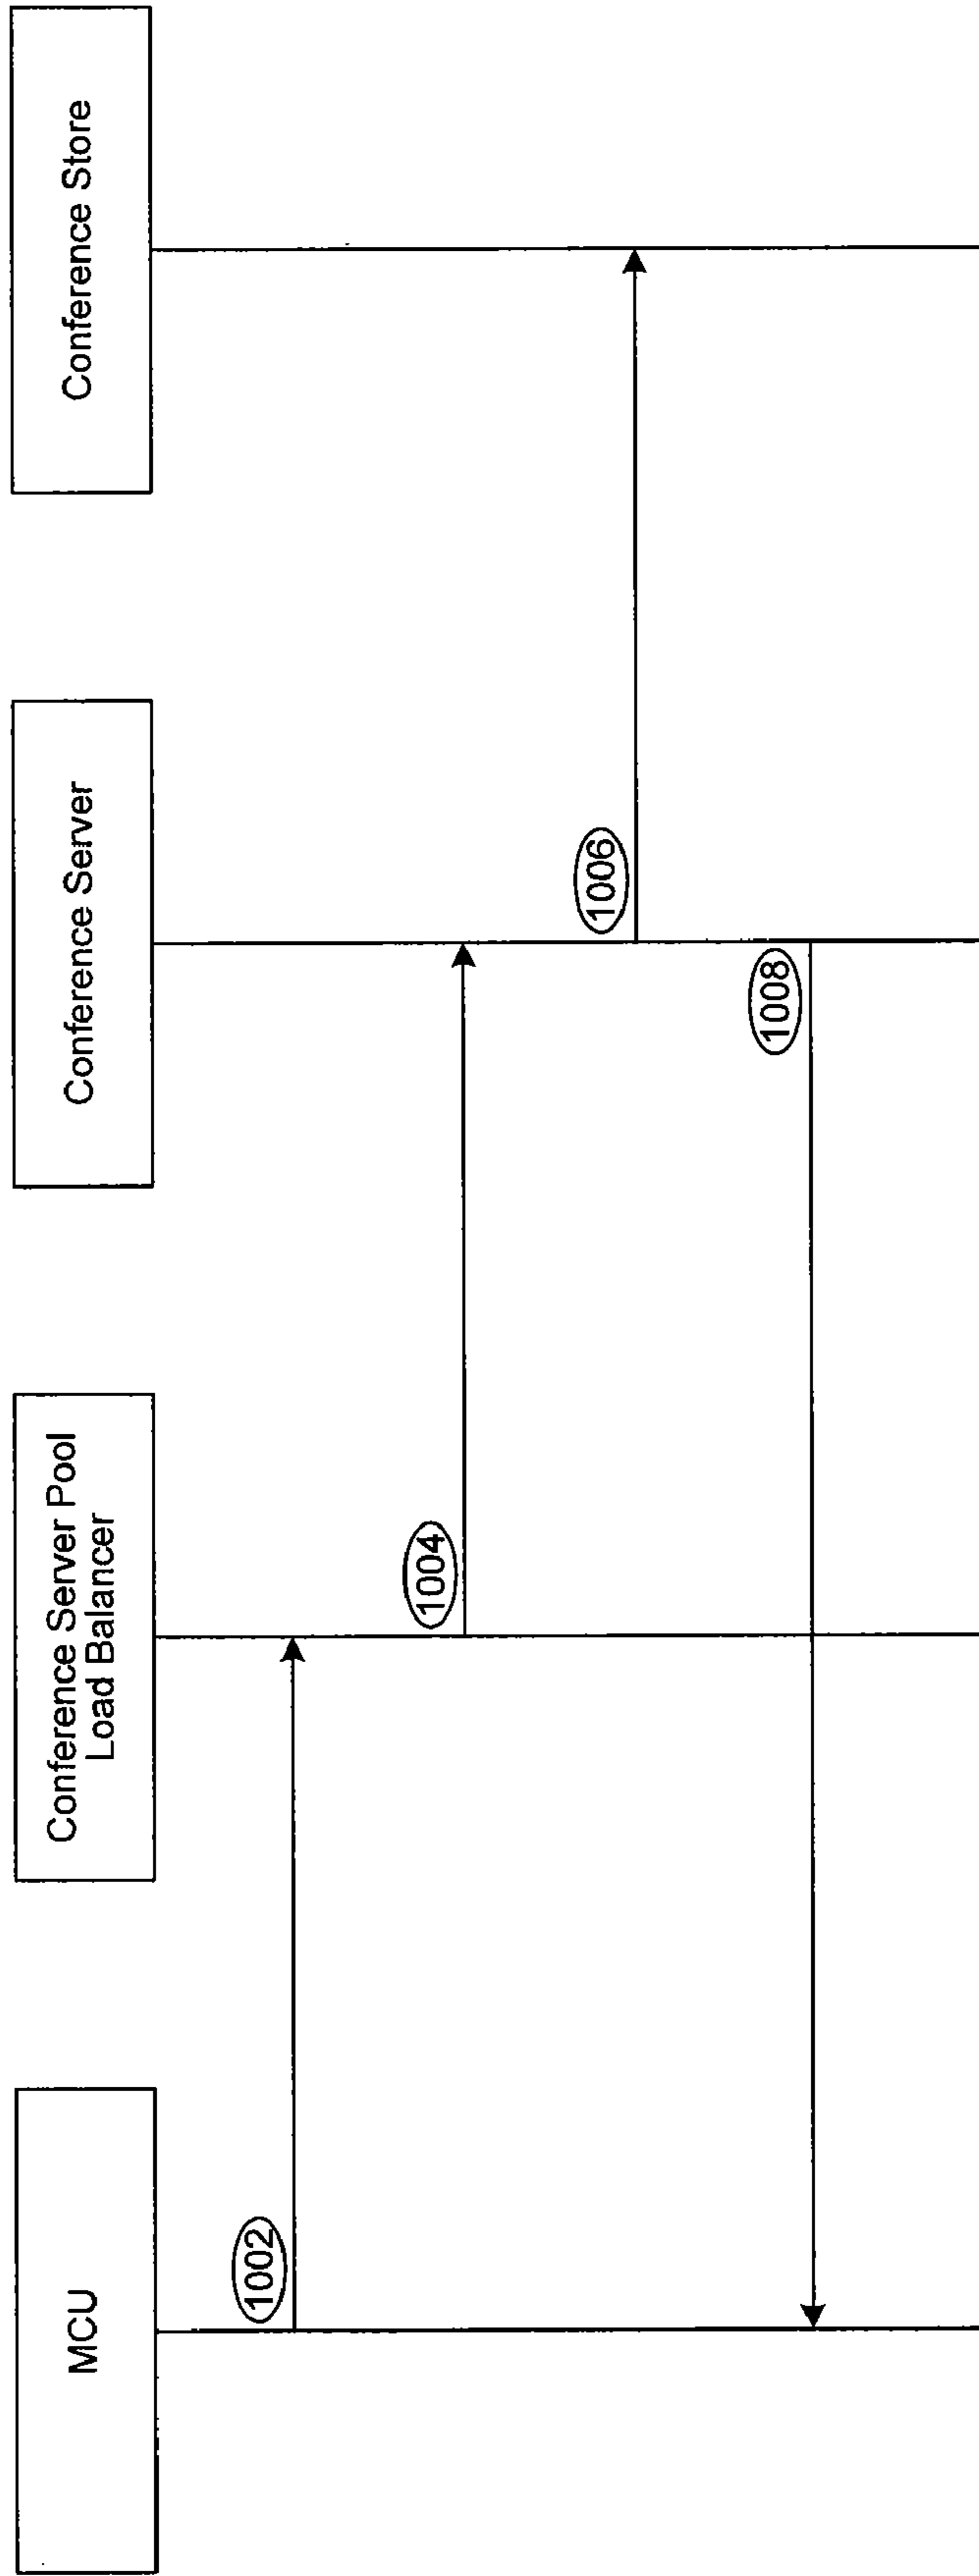 MCU
Conference Server Pool
Load Balancer
Conference Server
Conference Store
1002
1004
1006
1008